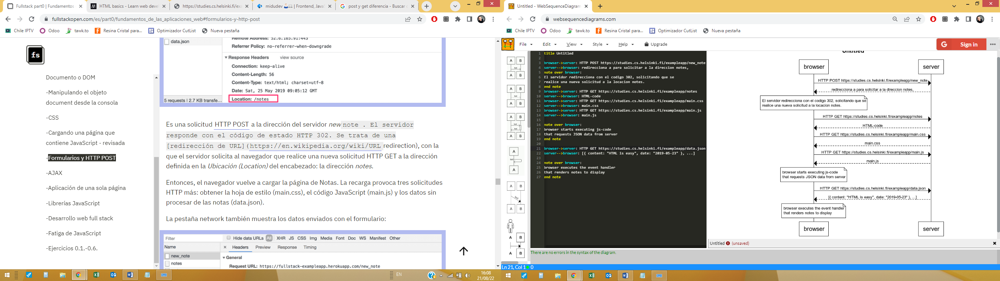 Fullstack part0 | Fundamentos
HTML basics - Learn web deve
https://studies.cs.helsinki.fi/exa
midudev | Frontend, Java
post y get diferencia - Buscar
fullstackopen.com/es/part0/fundamentos_de_las_aplicaciones_web#formularios-y-http-post
Chile IPTV
Odoo
tawk.to
Resina Cristal para...
Optimizador CutList
Nueva pestaña
fs
Documento o DOM
-Manipulando el objeto
document desde la consola
-CSS
-Cargando una página que
contiene JavaScript - revisada
-Formularios y HTTP POST
-AJAX
-Aplicación de una sola página
-Librerías JavaScript
-Desarrollo web full stack
-Fatiga de JavaScript
-Ejercicios 0.1.-0.6.
data.json
5 requests | 2.7 KB transfe...
Remote Address: 52.6.165.91:443
Referrer Policy: no-referrer-when-downgrade
Response Headers view source
Connection: keep-alive
Content-Length: 56
Content-Type: text/html; charset=utf-8
Date: Sat, 25 May 2019 09:05:12 GMT
Location: /notes
Es una solicitud HTTP POST a la dirección del servidor new note . El servidor
responde con el código de estado HTTP 302. Se trata de una
[redirección de URL](https://en.wikipedia.org/wiki/URL redirection), con la
que el servidor solicita al navegador que realice una nueva solicitud HTTP GET a la dirección
definida en la Ubicación (Location) del encabezado: la dirección notes.
Entonces, el navegador vuelve a cargar la página de Notas. La recarga provoca tres solicitudes
HTTP más: obtener la hoja de estilo (main.css), el código JavaScript (main.js) y los datos sin
procesar de las notas (data.json).
La pestaña network también muestra los datos enviados con el formulario:
Filter
Hide data URLs All XHR JS CSS Img Media Font Doc WS Manifest Other
Name
× Headers Preview Response Timing
new_note
notes
General
Request URL: https://fullstack-exampleapp.herokuapp.com/new_note
EN
16:08
21/08/22
Untitled - WebSequenceDiagram
websequencediagrams.com
Chile IPTV
Odoo
tawk.to
Resina Cristal para...
Optimizador CutList
Nueva pestaña
File
Edit
View
Style
Help
Upgrade
G
Sign in
A B
text
A B
A B
text
A B
A B
text
text
A B
A
text
A
A B
text
A B
A B
A B
1 title Untitled
2
3 browser->server: HTTP POST https://studies.cs.helsinki.fi/exampleapp/new_note
4 server-->browser: redirecciona a para solicitar a la direccion notes,
5 note over browser:
6 El servidor redirecciona con el codigo 302, solicitando que se
7 realice una nueva solicitud a la locacion notes.
8 end note
9 browser->server: HTTP GET https://studies.cs.helsinki.fi/exampleapp/notes
10 server-->browser: HTML-code
11 browser->server: HTTP GET https://studies.cs.helsinki.fi/exampleapp/main.css
12 server-->browser: main.css
13 browser->server: HTTP GET https://studies.cs.helsinki.fi/exampleapp/main.js
14 server-->browser: main.js
15
16 note over browser:
17 browser starts executing js-code
18 that requests JSON data from server
19 end note
20
21 browser->server: HTTP GET https://studies.cs.helsinki.fi/exampleapp/data.json
22 server-->browser: [{ content: "HTML is easy", date: "2019-05-23" }, ...]
23
24 note over browser:
25 browser executes the event handler
26 that renders notes to display
27 end note
Untitled
browser
server
HTTP POST https://studies.cs.helsinki.fi/exampleapp/new_note
redirecciona a para solicitar a la direccion notes,
El servidor redirecciona con el codigo 302, solicitando que se
realice una nueva solicitud a la locacion notes.
HTTP GET https://studies.cs.helsinki.fi/exampleapp/notes
HTML-code
HTTP GET https://studies.cs.helsinki.fi/exampleapp/main.css
main.css
HTTP GET https://studies.cs.helsinki.fi/exampleapp/main.js
main.js
browser starts executing js-code
that requests JSON data from server
HTTP GET https://studies.cs.helsinki.fi/exampleapp/data.json
[{ content: "HTML is easy", date: "2019-05-23" }, ...]
browser executes the event handler
that renders notes to display
browser
server
Untitled (unsaved)
There are no errors in the syntax of the diagram.
Ln 21, Col 1 0